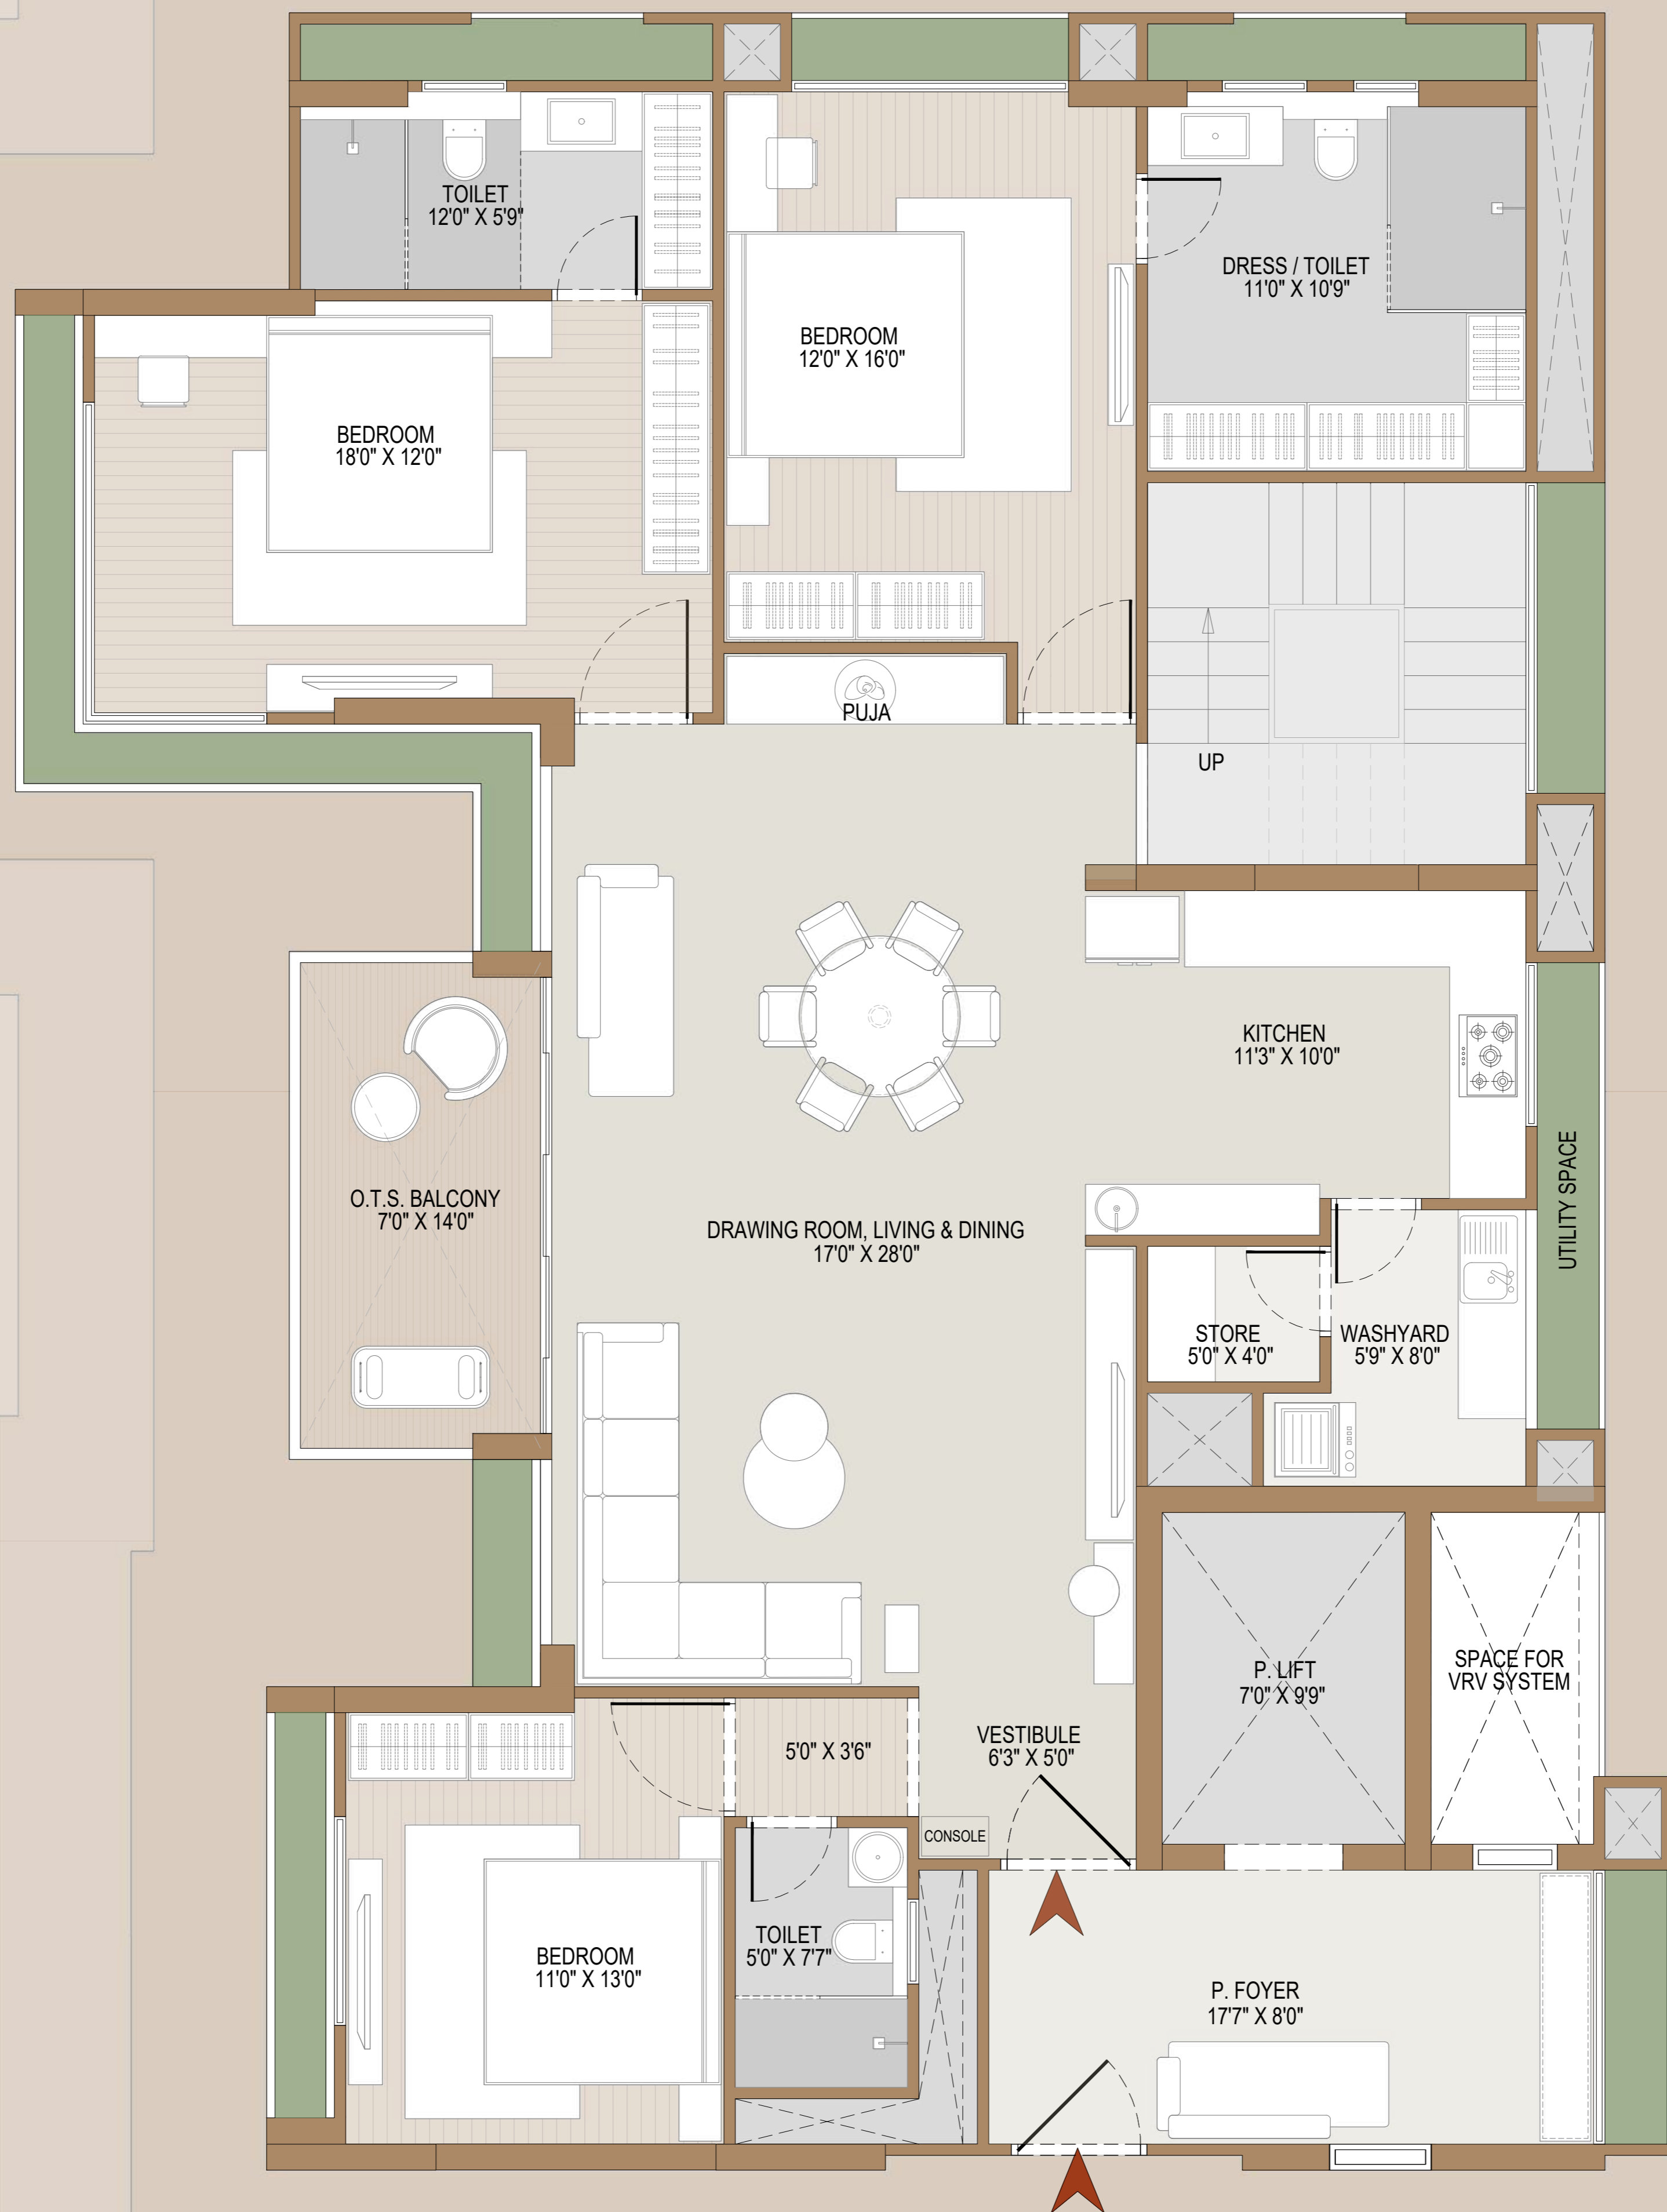 TOILET
12'0" X 5'9"
DRESS / TOILET
11'0" X 10'9"
BEDROOM
12'0" X 16'0"
BEDROOM
18'0" X 12'0"
PUJA
UP
KITCHEN
11'3" X 10'0"
UTILITY SPACE
O.T.S. BALCONY
7'0" X 14'0"
DRAWING ROOM, LIVING & DINING
17'0" X 28'0"
STORE
5'0" X 4'0"
WASHYARD
5'9" X 8'0"
P. LIFT
7'0" X 9'9"
SPACE FOR
VRV SYSTEM
5'0" X 3'6"
VESTIBULE
6'3" X 5'0"
CONSOLE
TOILET
5'0" X 7'7"
BEDROOM
11'0" X 13'0"
P. FOYER
17'7" X 8'0"